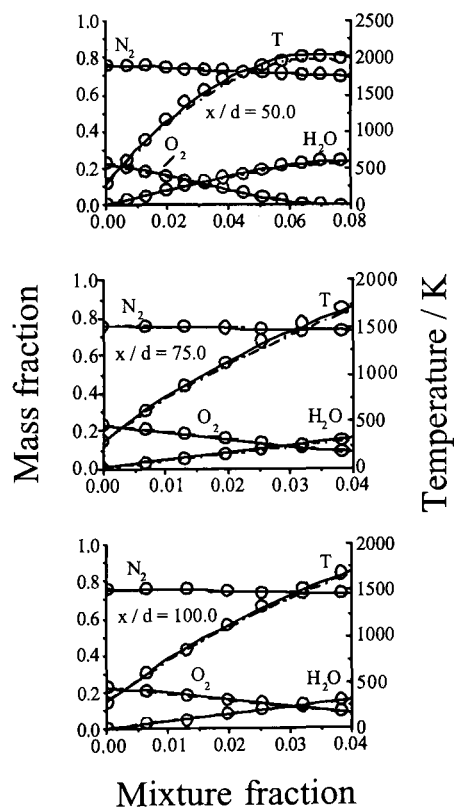 Mass fraction
Temperature / K
1.0 0.8 0.6 0.4 0.2 0.0
2500 2000 1500 1000 500 0
N₂
T
x / d = 50.0
O₂
H₂O
0.00 0.02 0.04 0.06 0.08
1.0 0.8 0.6 0.4 0.2 0.0
2000 1500 1000 500 0
N₂
T
x / d = 75.0
O₂
H₂O
0.00 0.01 0.02 0.03 0.04
1.0 0.8 0.6 0.4 0.2 0.0
2000 1500 1000 500 0
N₂
T
x / d = 100.0
O₂
H₂O
0.00 0.01 0.02 0.03 0.04
Mixture fraction